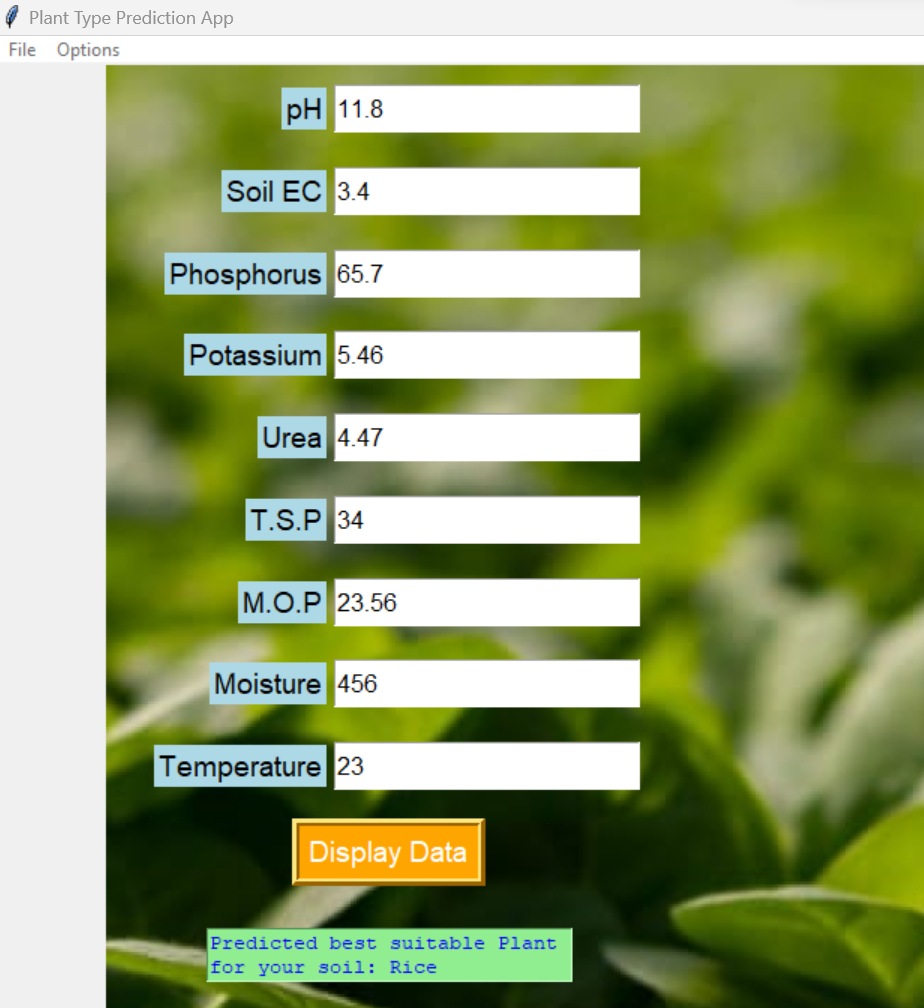 Plant Type Prediction App
File Options
pH 11.8
Soil EC 3.4
Phosphorus 65.7
Potassium 5.46
Urea 4.47
T.S.P 34
M.O.P 23.56
Moisture 456
Temperature 23
Display Data
Predicted best suitable Plant
for your soil: Rice